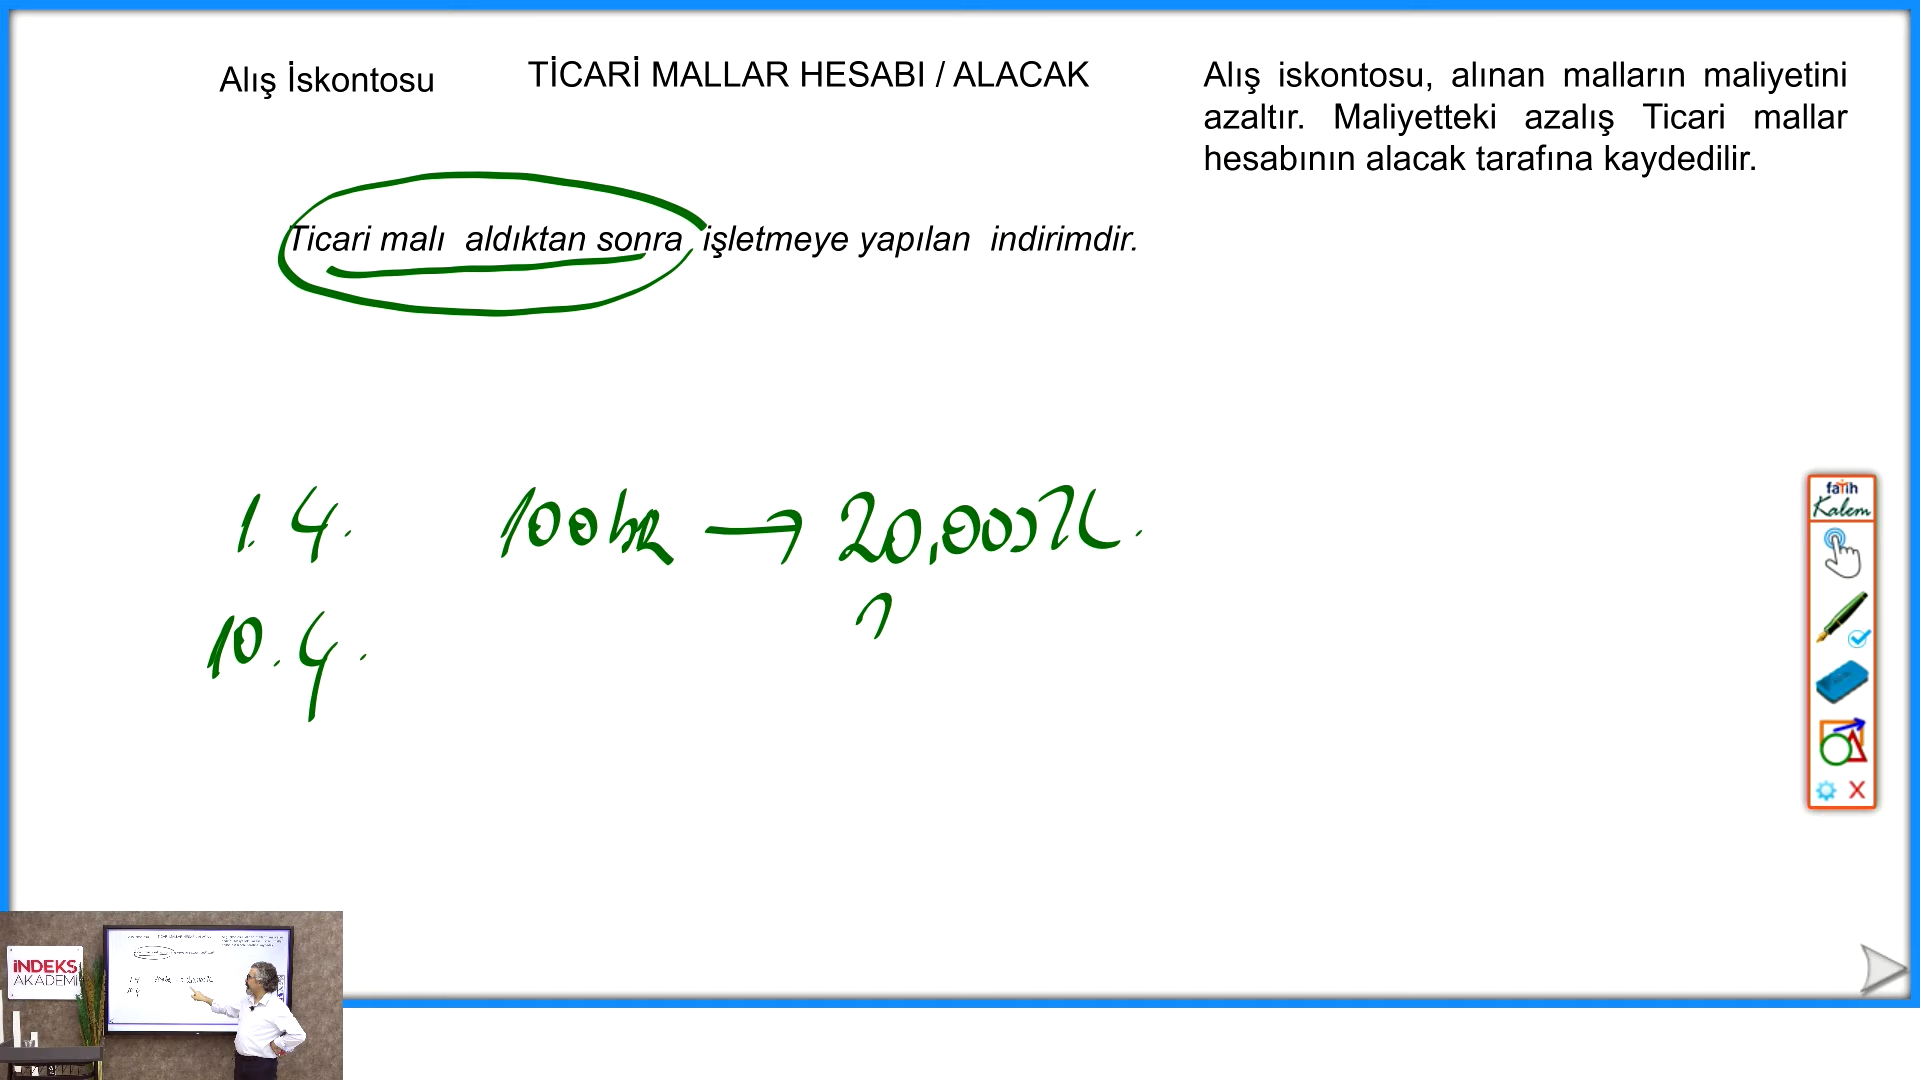 Alış İskontosu
TİCARİ MALLAR HESABI / ALACAK
Alış iskontosu, alınan malların maliyetini
azaltır. Maliyetteki azalış Ticari mallar
hesabının alacak tarafına kaydedilir.
Ticari malı aldıktan sonra işletmeye yapılan indirimdir.
1.4. 100 br → 20,000 TL.
10.4.
fatih
Kalem
İNDEKS
AKADEMİ